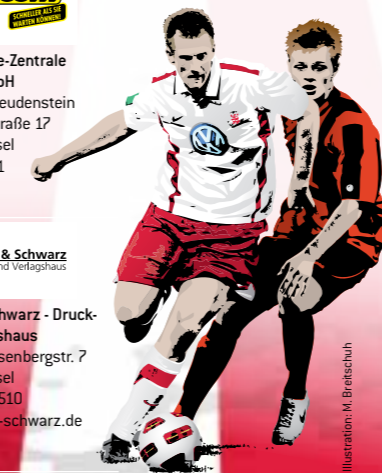 SCHNELLER ALS SIE
WARTEN KÖNNEN!
e-Zentrale
bH
eudenstein
raße 17
sel
1
& Schwarz
nd Verlagshaus
hwarz - Druck-
shaus
senbergstr. 7
sel
510
-schwarz.de
Illustration: M. Breitschuh